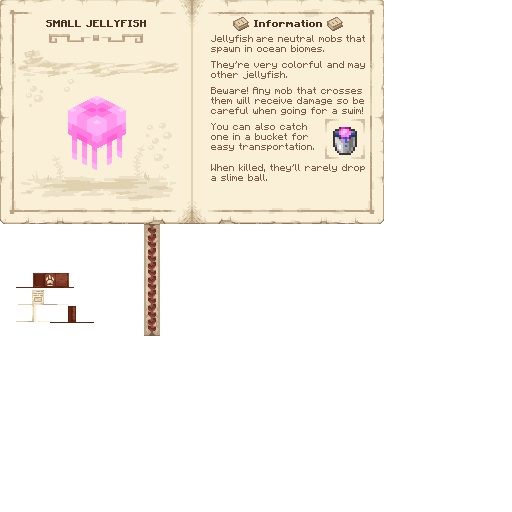 SMALL JELLYFISH
Information
Jellyfish are neutral mobs that
spawn in ocean biomes.
They're very colorful and may
other jellyfish.
Beware! Any mob that crosses
them will receive damage so be
careful when going for a swim!
You can also catch
one in a bucket for
easy transportation.
When killed, they'll rarely drop
a slime ball.